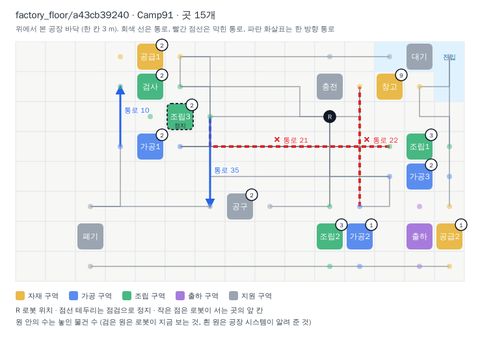 factory_floor/a43cb39240 · Camp91 · 곳 15개
위에서 본 공장 바닥 (한 칸 3 m). 회색 선은 통로, 빨간 점선은 막힌 통로, 파란 화살표는 한 방향 통로
공급1 2
대기
진입
검사 2
충전
창고 9
통로 10
조립3 2
정지
R
가공1 2
통로 21
통로 22
조립1 3
통로 35
가공3 2
공구 2
폐기
조립2 3
가공2 1
출하
공급2 1
자재 구역
가공 구역
조립 구역
출하 구역
지원 구역
R 로봇 위치 · 점선 테두리는 점검으로 정지 · 작은 점은 로봇이 서는 곳의 앞 칸
원 안의 수는 놓인 물건 수 (검은 원은 로봇이 지금 보는 것, 흰 원은 공장 시스템이 알려 준 것)